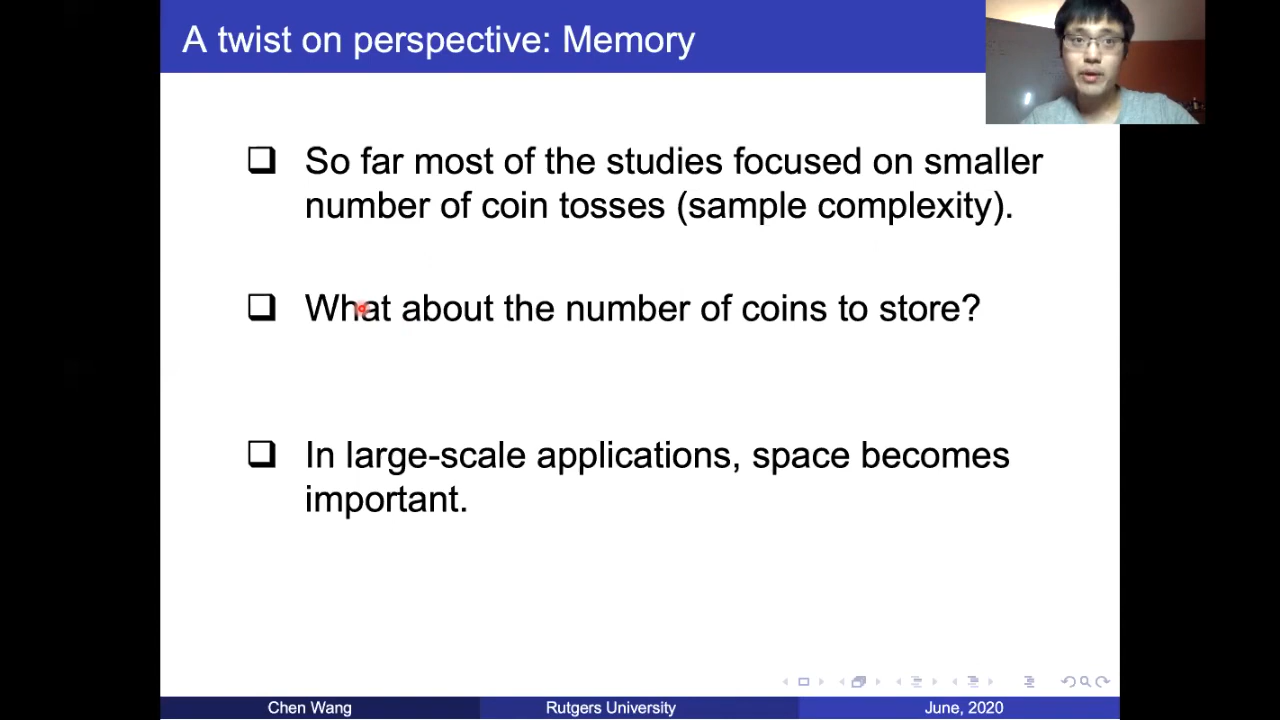 A twist on perspective: Memory
So far most of the studies focused on smaller
number of coin tosses (sample complexity).
What about the number of coins to store?
In large-scale applications, space becomes
important.
Chen Wang
Rutgers University
June, 2020